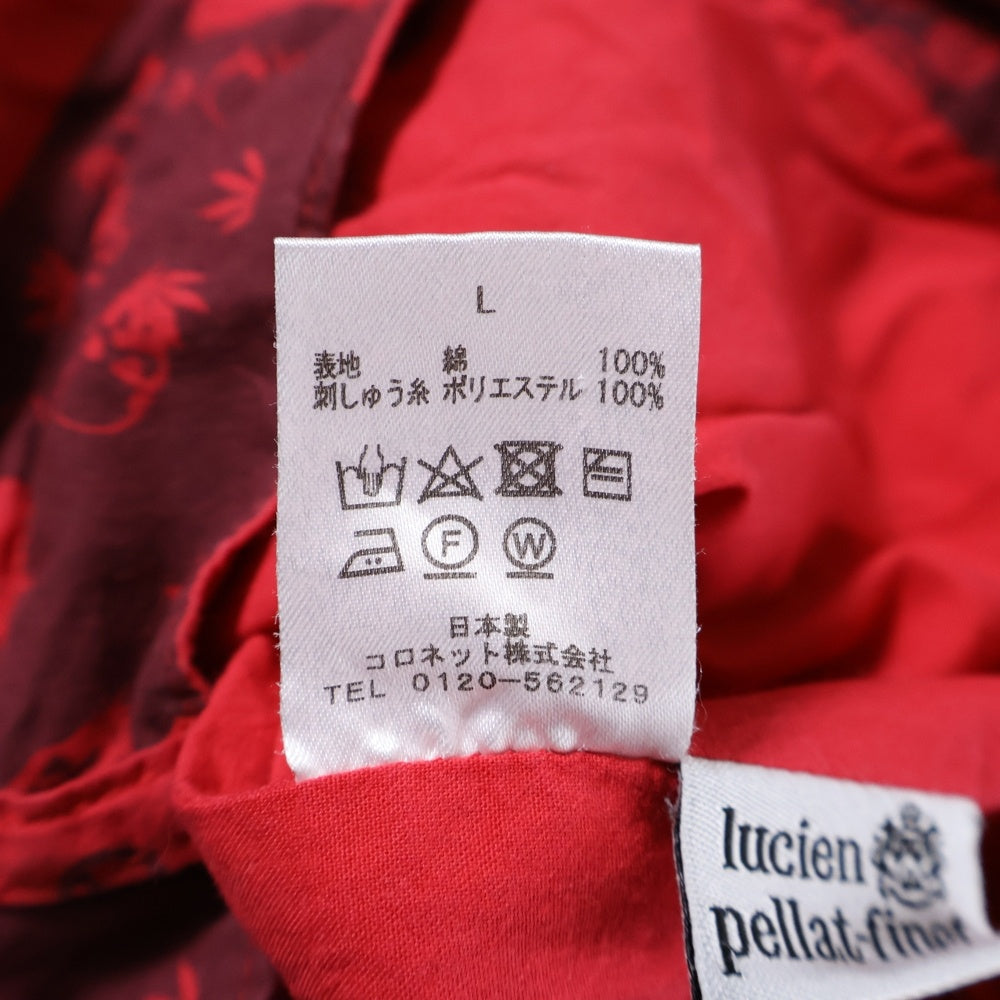 L
表地 綿 100%
刺しゅう糸 ポリエステル 100%
F W
日本製
コロネット株式会社
TEL 0120-562129
lucien
pellat-finet